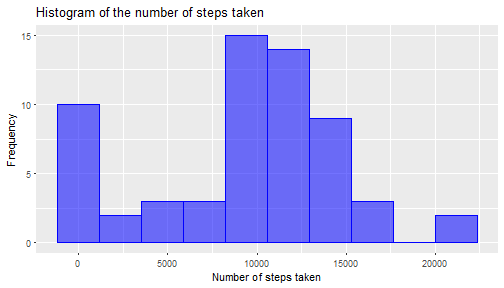 Histogram of the number of steps taken
15
10
5
0
Frequency
0 5000 10000 15000 20000
Number of steps taken